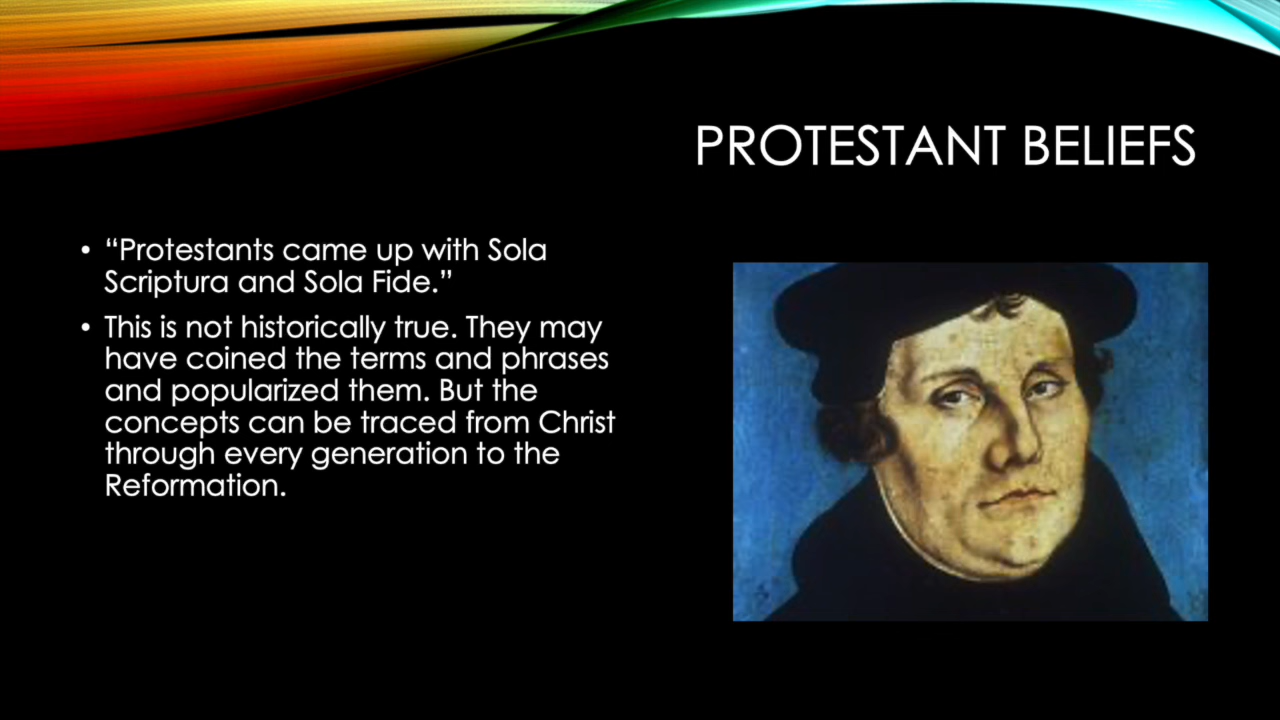 PROTESTANT BELIEFS
• “Protestants came up with Sola
Scriptura and Sola Fide.”
• This is not historically true. They may
have coined the terms and phrases
and popularized them. But the
concepts can be traced from Christ
through every generation to the
Reformation.